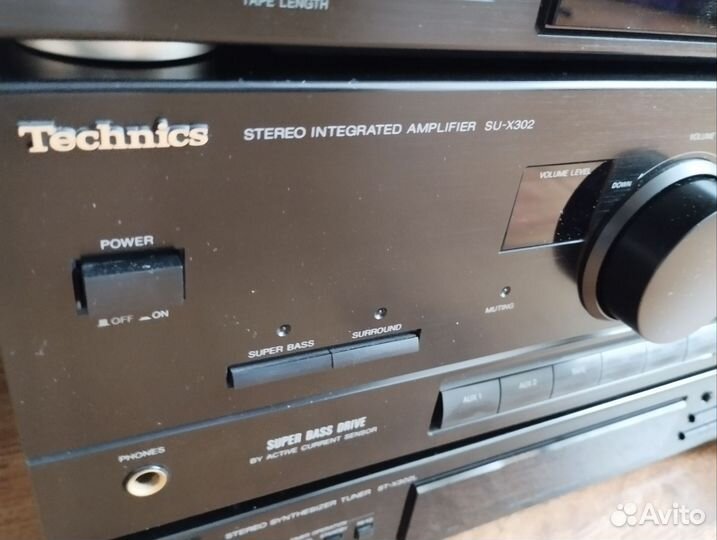 TAPE LENGTH
Technics
STEREO INTEGRATED AMPLIFIER SU-X302
VOLUME
VOLUME LEVEL
DOWN
POWER
OFF ON
MUTING
SUPER BASS
SURROUND
AUX 1
AUX 2
TAPE
SUPER BASS DRIVE
BY ACTIVE CURRENT SENSOR
PHONES
STEREO SYNTHESIZER TUNER ST-X302L
Avito